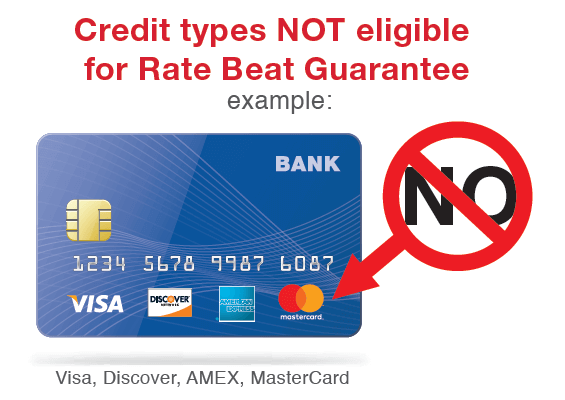 Credit types NOT eligible
for Rate Beat Guarantee
example:
BANK
NO
1234 5678 9987 6087
VISA
DISCOVER
NETWORK
AMERICAN
EXPRESS
mastercard.
Visa, Discover, AMEX, MasterCard